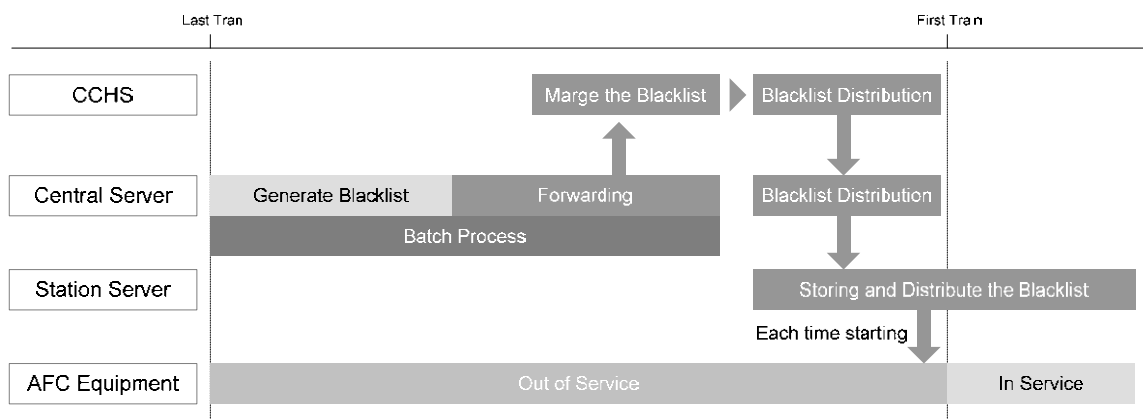 Last Tran
First Tran
CCHS
Marge the Blacklist
Blacklist Distribution
Central Server
Generate Blacklist
Forwarding
Blacklist Distribution
Batch Process
Station Server
Storing and Distribute the Blacklist
Each time starting
AFC Equipment
Out of Service
In Service